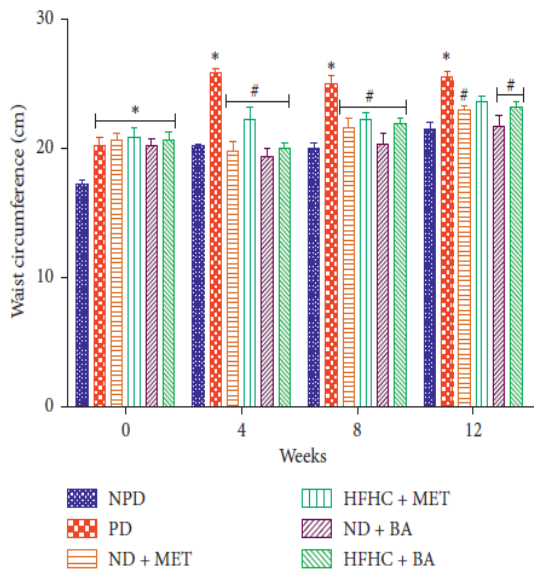 30
20
10
0
Waist circumference (cm)
*
*
#
*
#
*
#
#
0
4
8
12
Weeks
NPD
HFHC + MET
PD
ND + BA
ND + MET
HFHC + BA